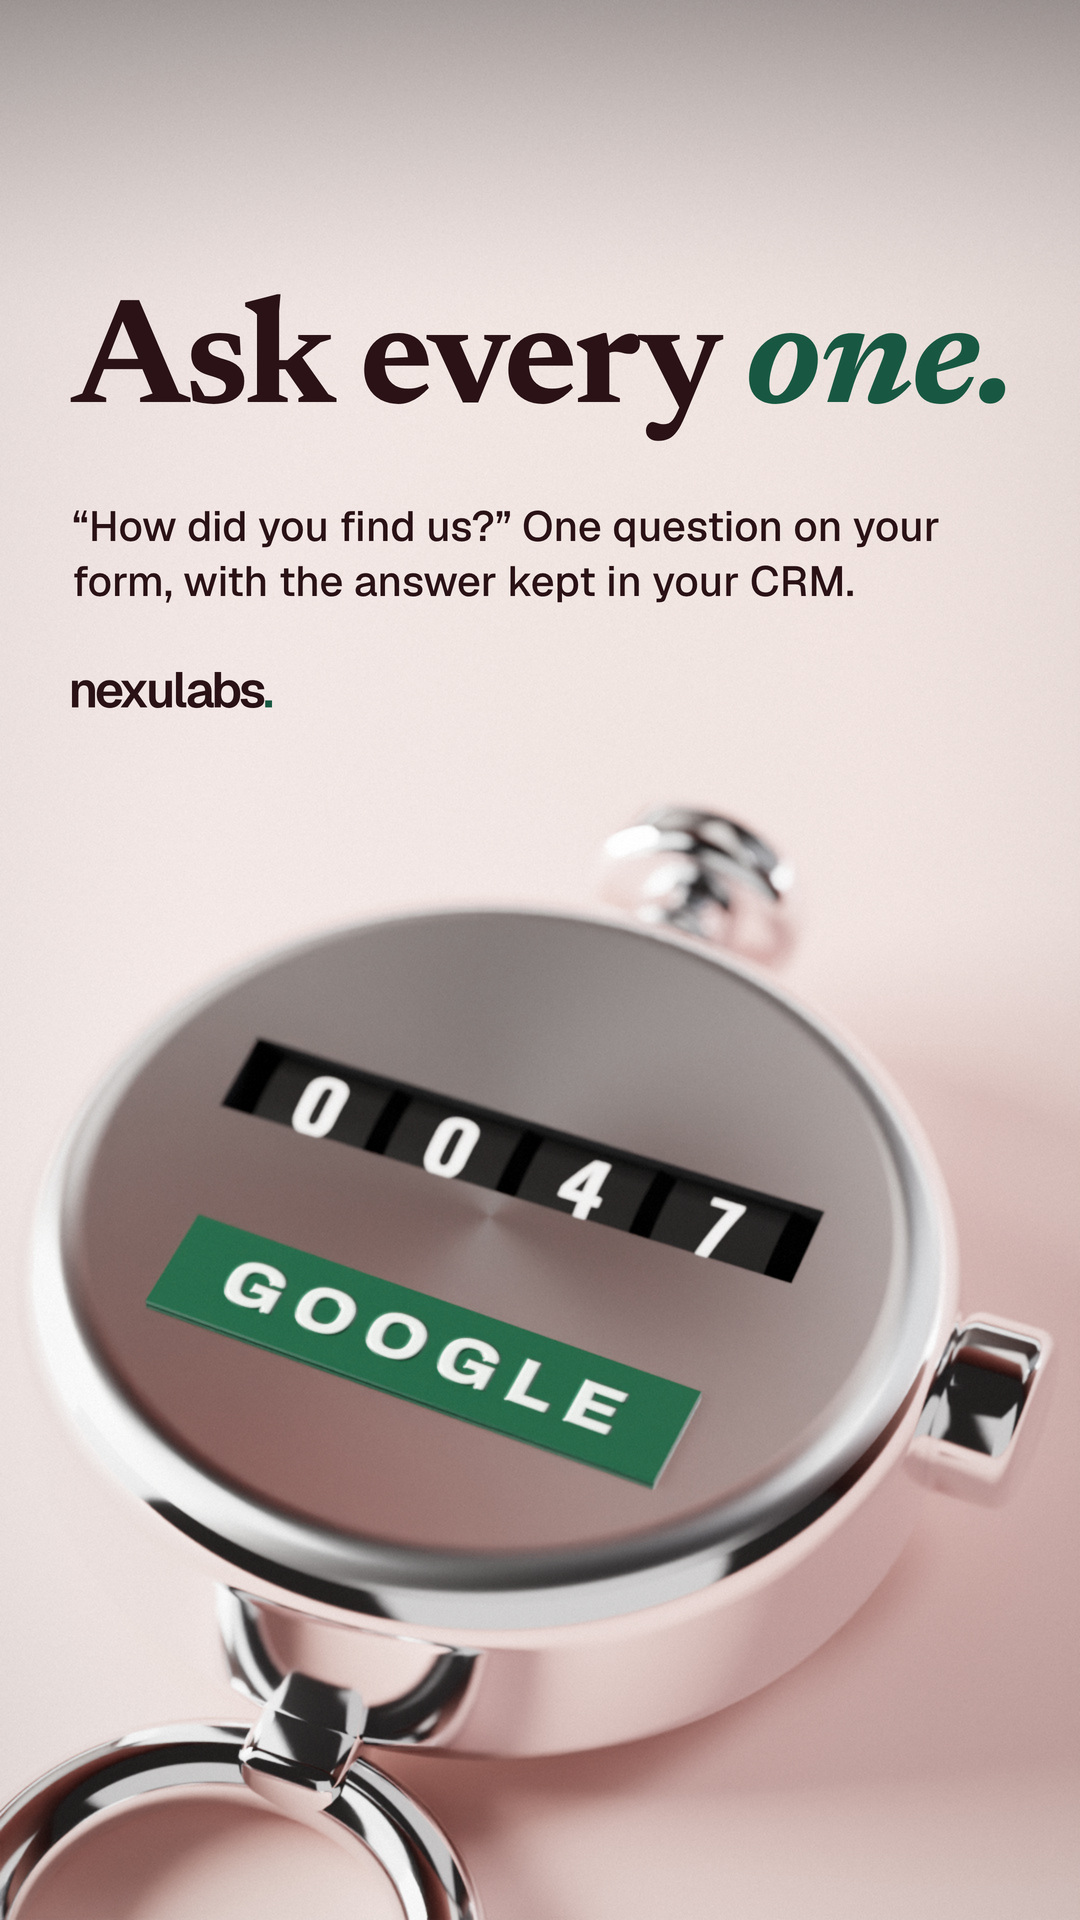 Ask every one.
“How did you find us?” One question on your
form, with the answer kept in your CRM.
nexulabs.
0047
GOOGLE